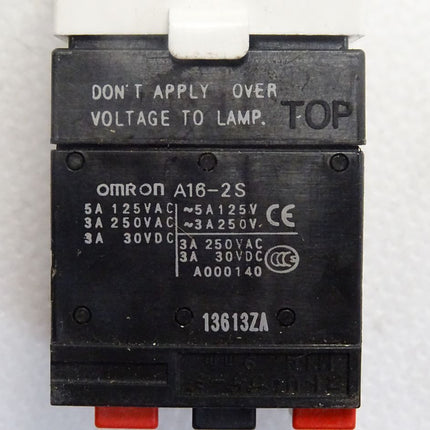 DON'T APPLY OVER
VOLTAGE TO LAMP. TOP
OMRON A16-2S
5A 125VAC ~5A125V CE
3A 250VAC ~3A250V
3A 30VDC 3A 250VAC
3A 30VDC CCC
A000140
13613ZA